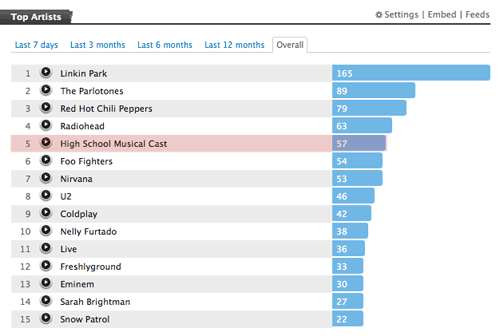 Top Artists
Settings | Embed | Feeds
Last 7 days Last 3 months Last 6 months Last 12 months Overall
1 Linkin Park 165
2 The Parlotones 89
3 Red Hot Chili Peppers 79
4 Radiohead 63
5 High School Musical Cast 57
6 Foo Fighters 54
7 Nirvana 53
8 U2 46
9 Coldplay 42
10 Nelly Furtado 38
11 Live 36
12 Freshlyground 33
13 Eminem 30
14 Sarah Brightman 27
15 Snow Patrol 22